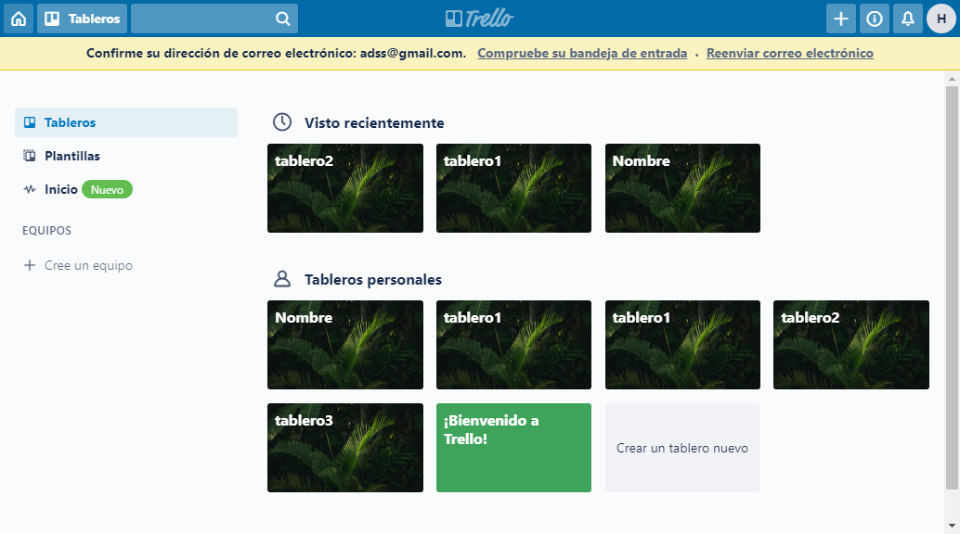 Tableros
Trello
H
Confirme su dirección de correo electrónico: adss@gmail.com. Compruebe su bandeja de entrada · Reenviar correo electrónico
Tableros
Plantillas
Inicio Nuevo
EQUIPOS
+ Cree un equipo
Visto recientemente
tablero2
tablero1
Nombre
Tableros personales
Nombre
tablero1
tablero1
tablero2
tablero3
¡Bienvenido a
Trello!
Crear un tablero nuevo